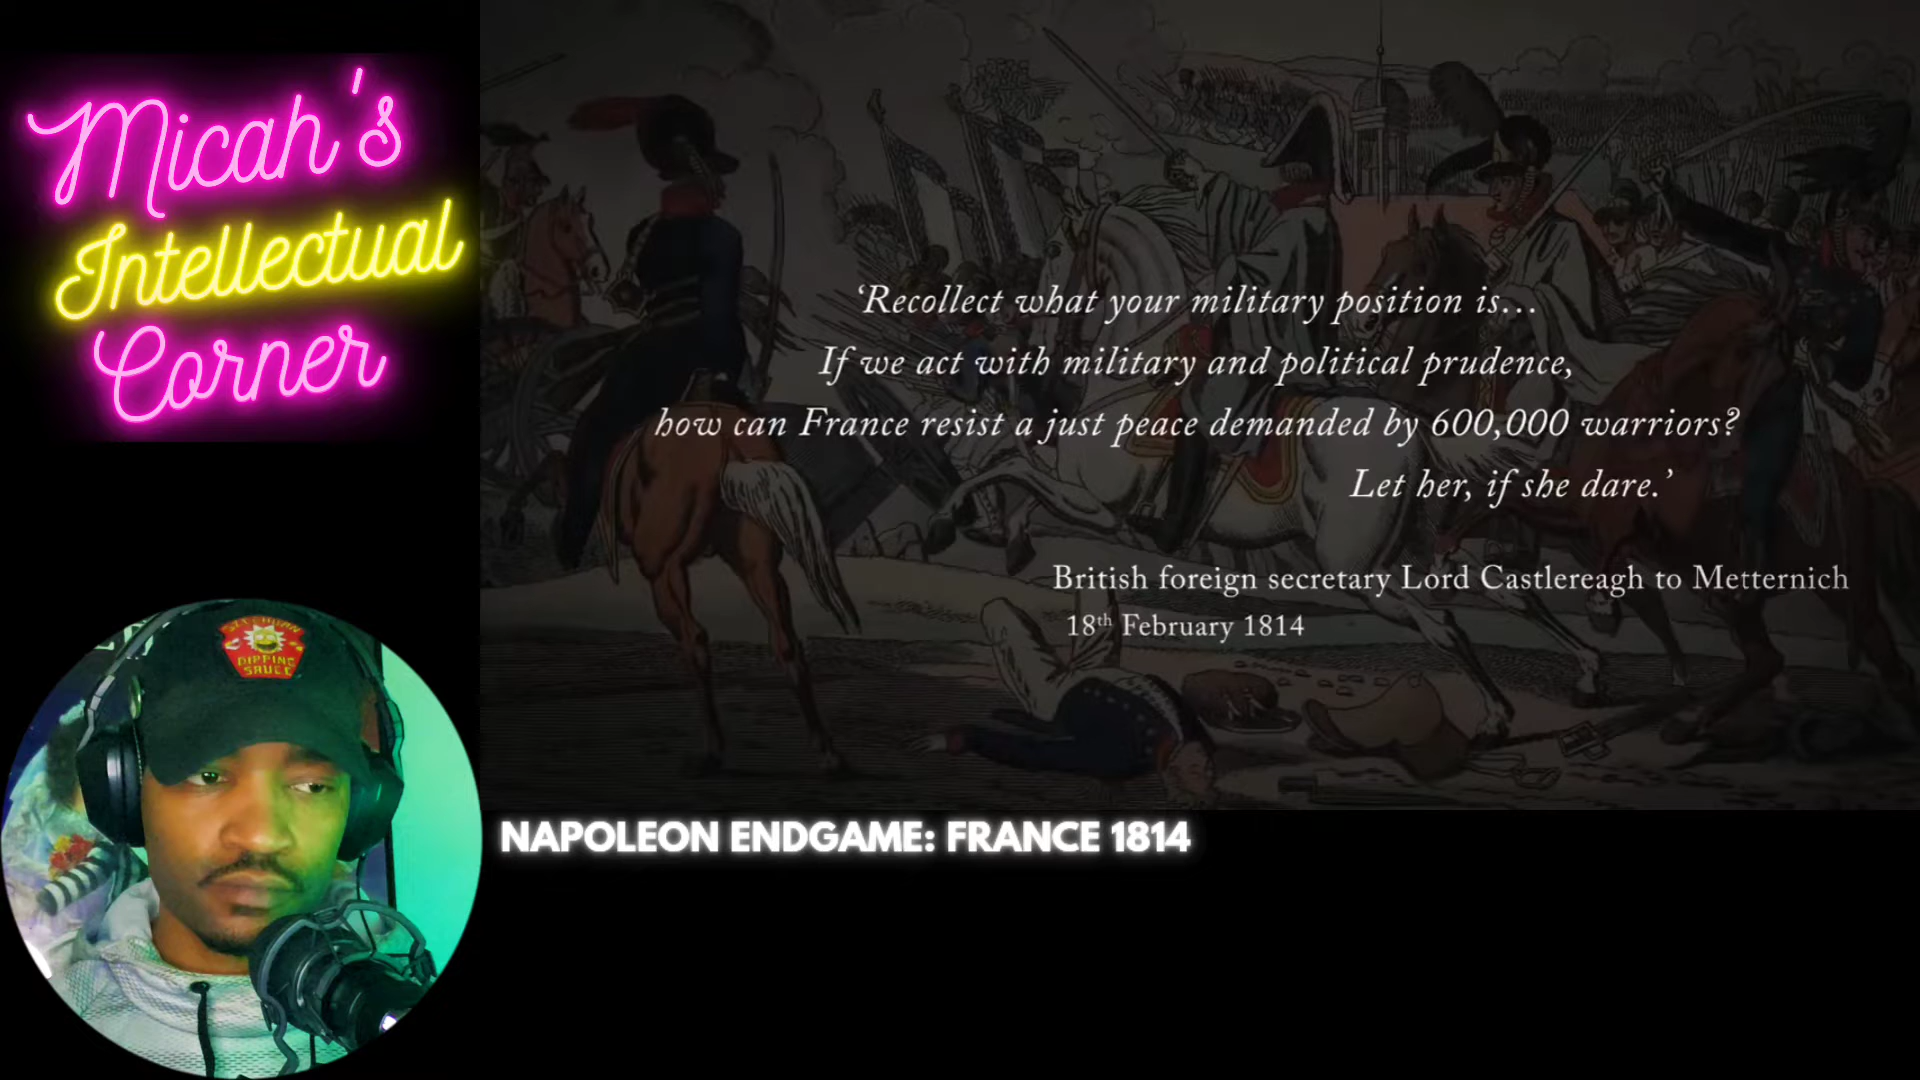 Micah's
Intellectual
Corner
‘Recollect what your military position is...
If we act with military and political prudence,
how can France resist a just peace demanded by 600,000 warriors?
Let her, if she dare.’
British foreign secretary Lord Castlereagh to Metternich
18th February 1814
DIPPING
SAUCE
NAPOLEON ENDGAME: FRANCE 1814